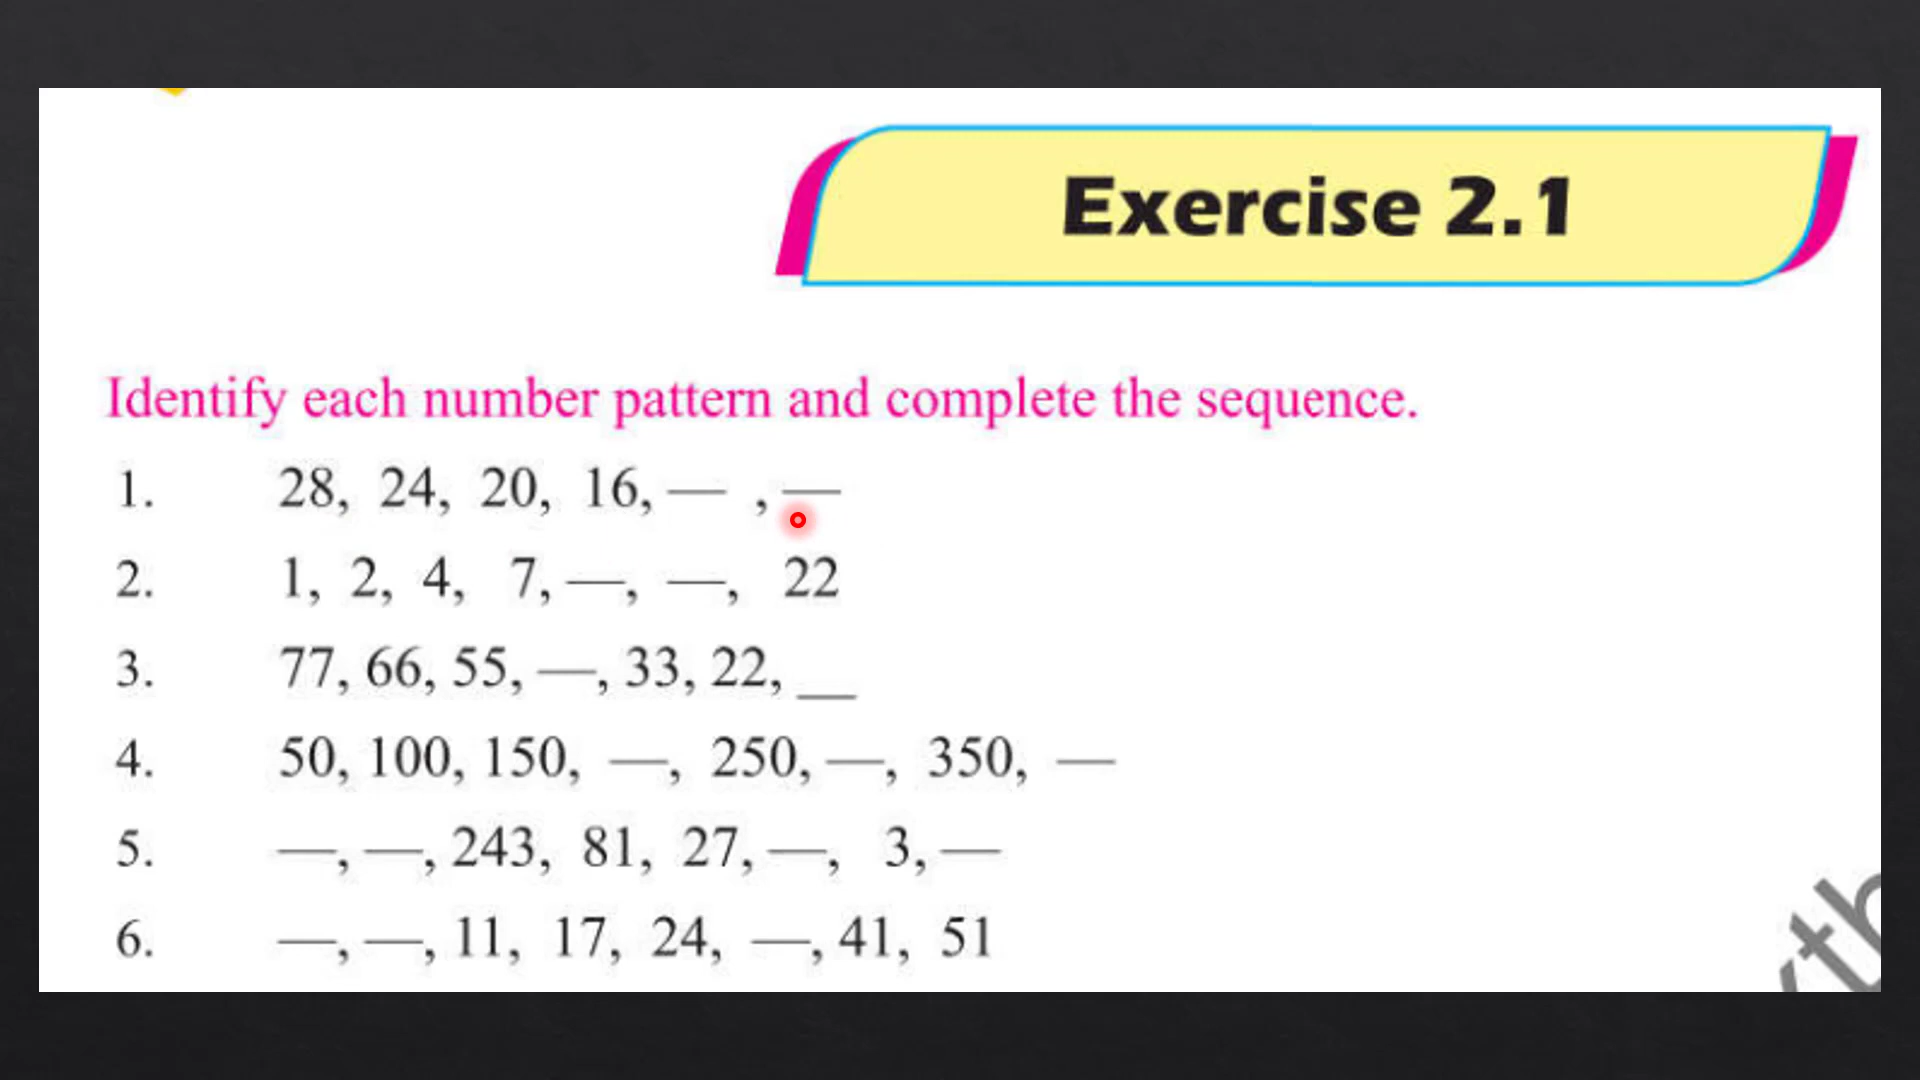 Exercise 2.1
Identify each number pattern and complete the sequence.
1. 28, 24, 20, 16, — , —
2. 1, 2, 4, 7, —, —, 22
3. 77, 66, 55, —, 33, 22, __
4. 50, 100, 150, —, 250, —, 350, —
5. —, —, 243, 81, 27, —, 3, —
6. —, —, 11, 17, 24, —, 41, 51